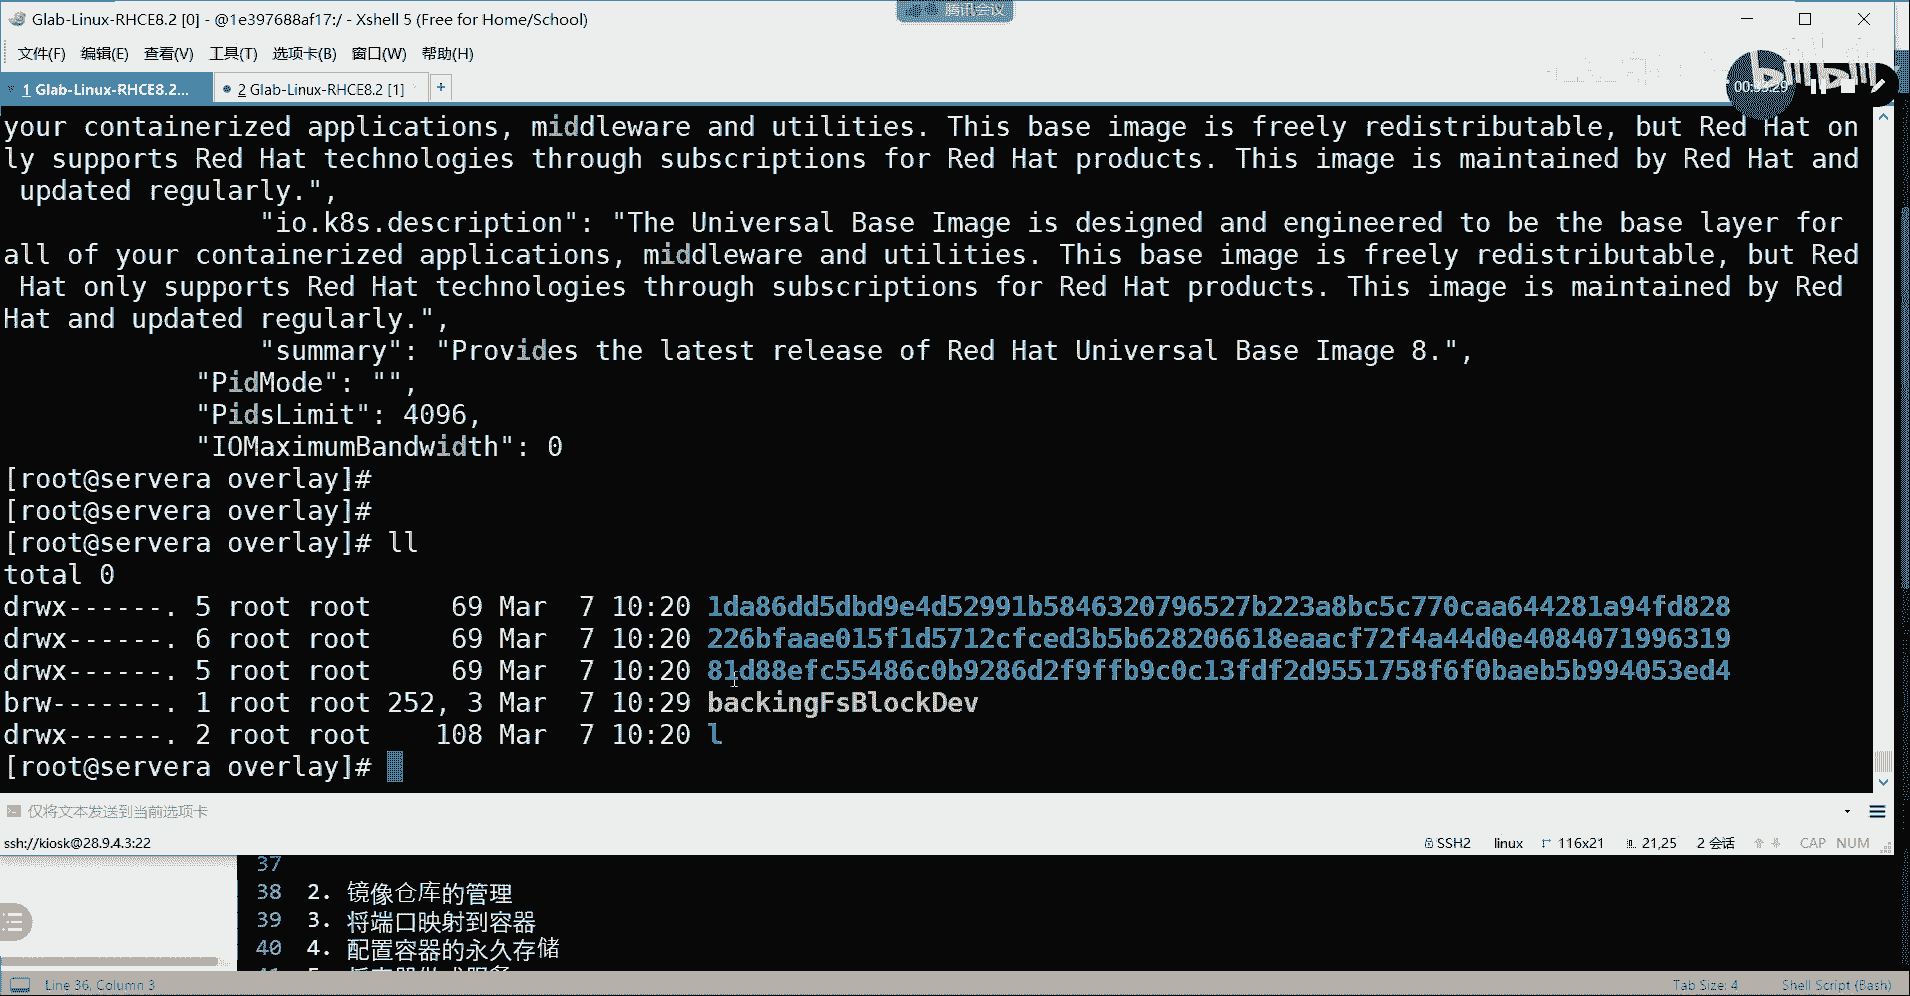 Glab-Linux-RHCE8.2 [0] - @1e397688af17:/ - Xshell 5 (Free for Home/School)
腾讯会议
文件(F) 编辑(E) 查看(V) 工具(T) 选项卡(B) 窗口(W) 帮助(H)
bilibili
00:33:29
1 Glab-Linux-RHCE8.2... 2 Glab-Linux-RHCE8.2 [1] +
your containerized applications, middleware and utilities. This base image is freely redistributable, but Red Hat on
ly supports Red Hat technologies through subscriptions for Red Hat products. This image is maintained by Red Hat and
 updated regularly.",
"io.k8s.description": "The Universal Base Image is designed and engineered to be the base layer for
all of your containerized applications, middleware and utilities. This base image is freely redistributable, but Red
 Hat only supports Red Hat technologies through subscriptions for Red Hat products. This image is maintained by Red
Hat and updated regularly.",
"summary": "Provides the latest release of Red Hat Universal Base Image 8.",
"PidMode": "",
"PidsLimit": 4096,
"IOMaximumBandwidth": 0
[root@servera overlay]#
[root@servera overlay]#
[root@servera overlay]# ll
total 0
drwx------. 5 root root     69 Mar  7 10:20 1da86dd5dbd9e4d52991b5846320796527b223a8bc5c770caa644281a94fd828
drwx------. 6 root root     69 Mar  7 10:20 226bfaae015f1d5712cfced3b5b628206618eaacf72f4a44d0e4084071996319
drwx------. 5 root root     69 Mar  7 10:20 81d88efc55486c0b9286d2f9ffb9c0c13fdf2d9551758f6f0baeb5b994053ed4
brw-------. 1 root root 252, 3 Mar  7 10:29 backingFsBlockDev
drwx------. 2 root root    108 Mar  7 10:20 l
[root@servera overlay]#
仅将文本发送到当前选项卡
ssh://kiosk@28.9.4.3:22 SSH2 linux 116x21 21,25 2 会话 CAP NUM
37
38 2. 镜像仓库的管理
39 3. 将端口映射到容器
40 4. 配置容器的永久存储
Line 36, Column 3 Tab Size: 4 Shell Script (Bash)